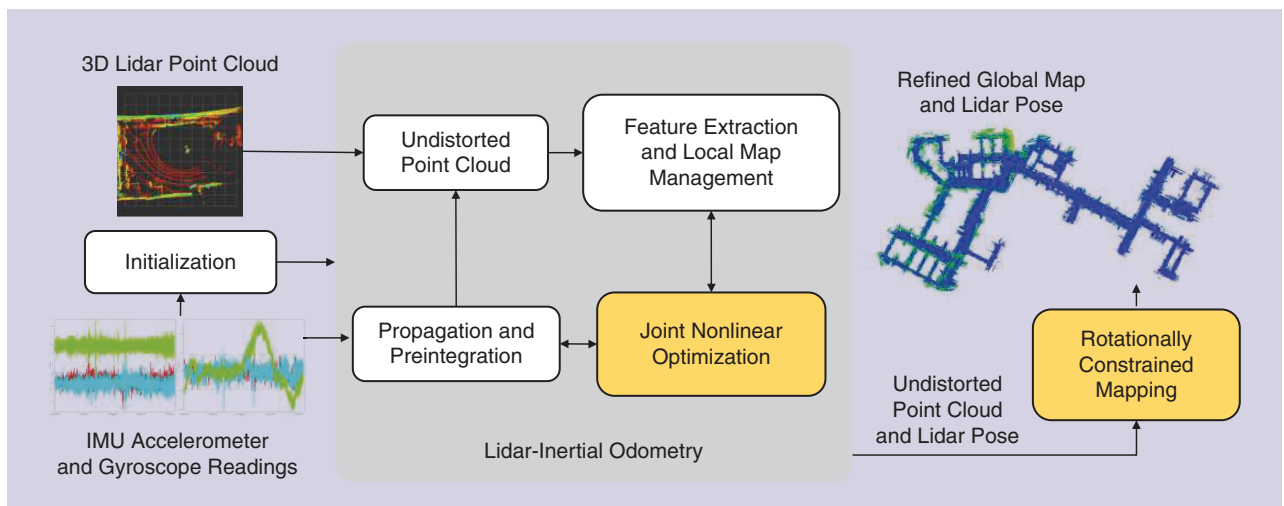 3D Lidar Point Cloud
Undistorted
Point Cloud
Feature Extraction
and Local Map
Management
Refined Global Map
and Lidar Pose
Initialization
Propagation and
Preintegration
Joint Nonlinear
Optimization
Rotationally
Constrained
Mapping
IMU Accelerometer
and Gyroscope Readings
Lidar-Inertial Odometry
Undistorted
Point Cloud
and Lidar Pose